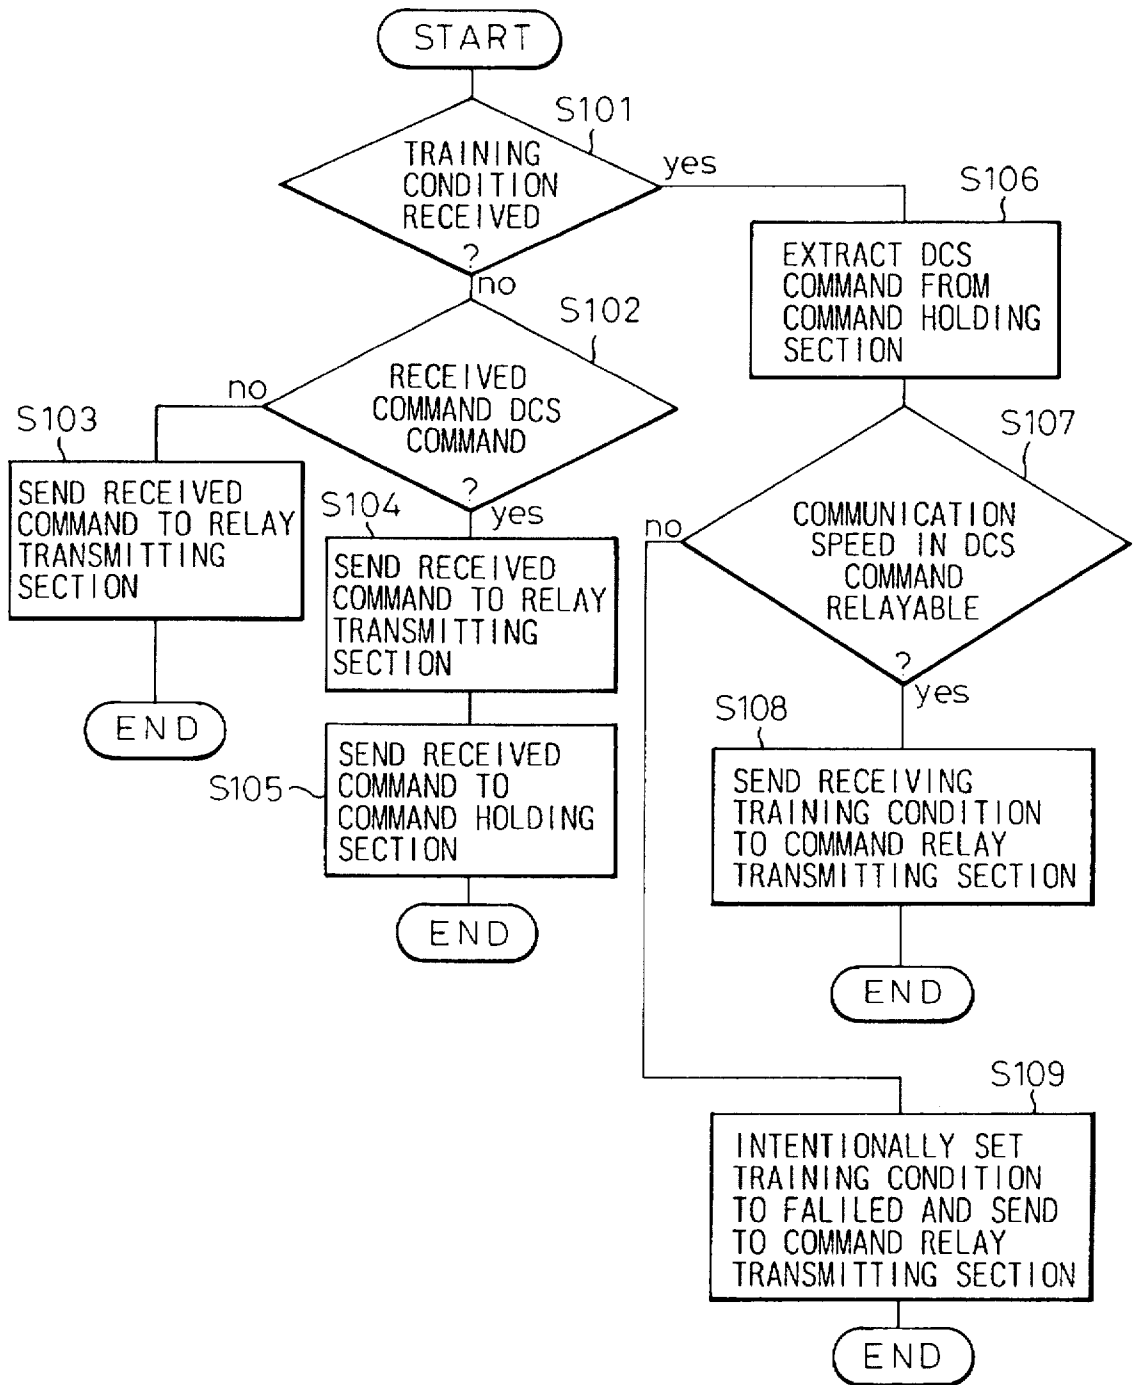 START
S101
TRAINING
CONDITION
RECEIVED
?
yes
no
S106
EXTRACT DCS
COMMAND FROM
COMMAND HOLDING
SECTION
S102
RECEIVED
COMMAND DCS
COMMAND
?
no
yes
S103
SEND RECEIVED
COMMAND TO RELAY
TRANSMITTING
SECTION
END
S104
SEND RECEIVED
COMMAND TO RELAY
TRANSMITTING
SECTION
S105
SEND RECEIVED
COMMAND TO
COMMAND HOLDING
SECTION
END
S107
COMMUNICATION
SPEED IN DCS
COMMAND
RELAYABLE
?
no
yes
S108
SEND RECEIVING
TRAINING CONDITION
TO COMMAND RELAY
TRANSMITTING SECTION
END
S109
INTENTIONALLY SET
TRAINING CONDITION
TO FALILED AND SEND
TO COMMAND RELAY
TRANSMITTING SECTION
END